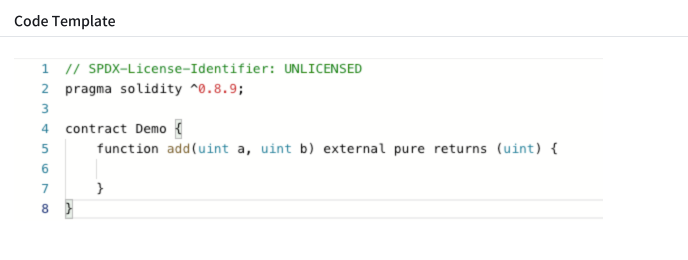 Code Template
1 // SPDX-License-Identifier: UNLICENSED
2 pragma solidity ^0.8.9;
3
4 contract Demo {
5     function add(uint a, uint b) external pure returns (uint) {
6
7     }
8 }